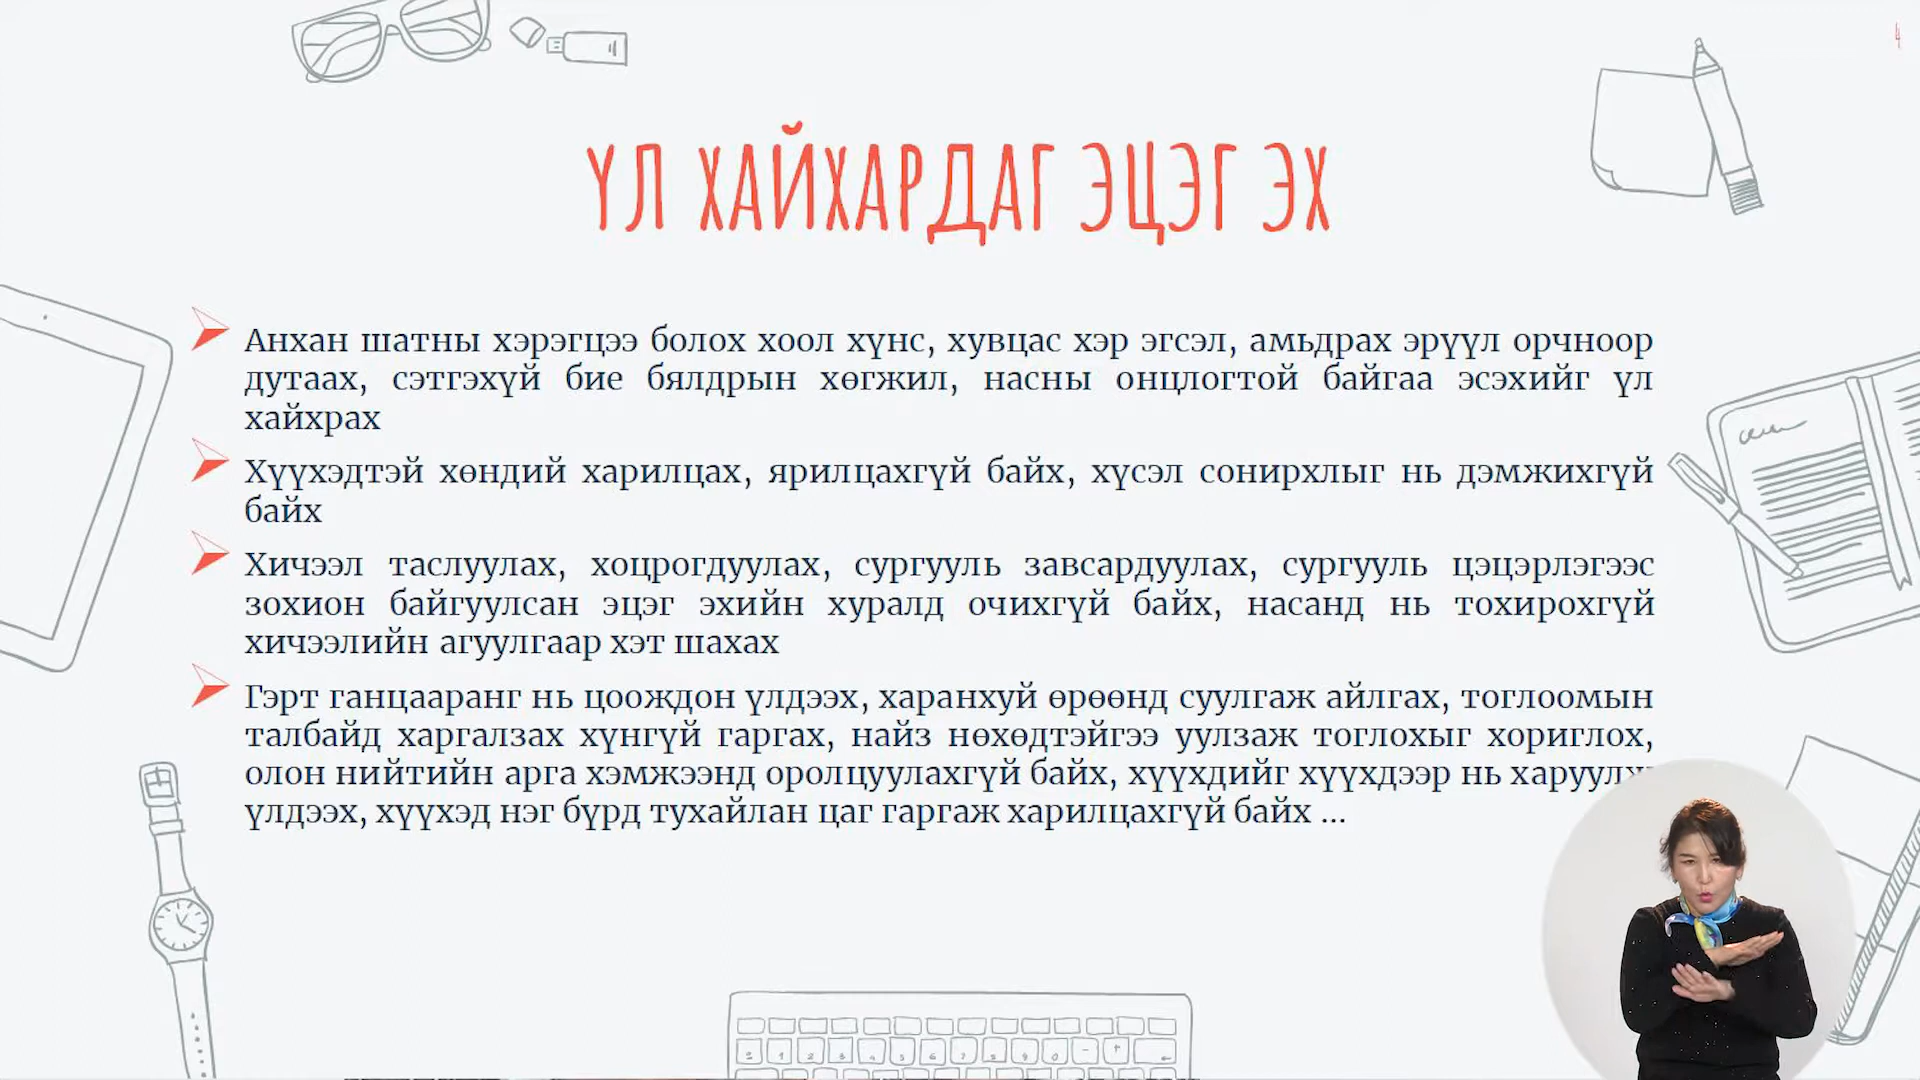 4
ҮЛ ХАЙХАРДАГ ЭЦЭГ ЭХ
Анхан шатны хэрэгцээ болох хоол хүнс, хувцас хэр эгсэл, амьдрах эрүүл орчноор
дутаах, сэтгэхүй бие бялдрын хөгжил, насны онцлогтой байгаа эсэхийг үл
хайхрах
Хүүхэдтэй хөндий харилцах, ярилцахгүй байх, хүсэл сонирхлыг нь дэмжихгүй
байх
Хичээл таслуулах, хоцрогдуулах, сургууль завсардуулах, сургууль цэцэрлэгээс
зохион байгуулсан эцэг эхийн хуралд очихгүй байх, насанд нь тохирохгүй
хичээлийн агуулгаар хэт шахах
Гэрт ганцааранг нь цоождон үлдээх, харанхуй өрөөнд суулгаж айлгах, тоглоомын
талбайд харгалзах хүнгүй гаргах, найз нөхөдтэйгээ уулзаж тоглохыг хориглох,
олон нийтийн арга хэмжээнд оролцуулахгүй байх, хүүхдийг хүүхдээр нь
үлдээх, хүүхэд нэг бүрд тухайлан цаг гаргаж харилцахгүй байх ...